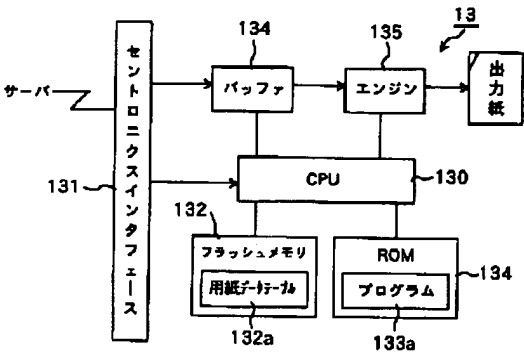 13
134
135
サーバ
セントロニクスインタフェース
バッファ
エンジン
出力紙
131
CPU
130
132
フラッシュメモリ
用紙データテーブル
132a
ROM
プログラム
134
133a